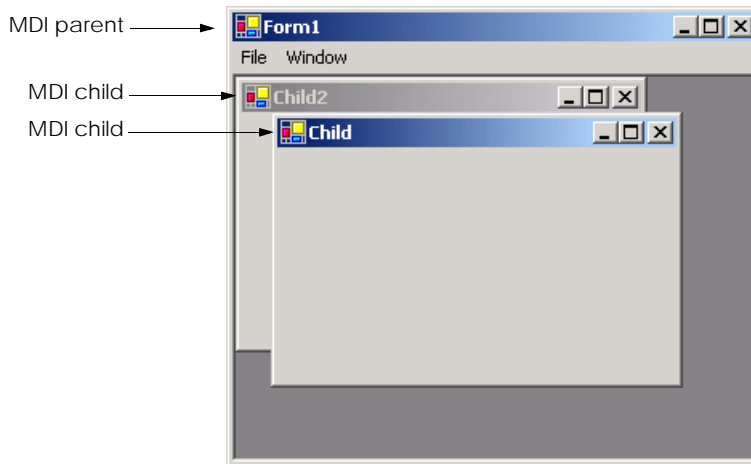 MDI parent
Form1
File Window
MDI child
Child2
MDI child
Child